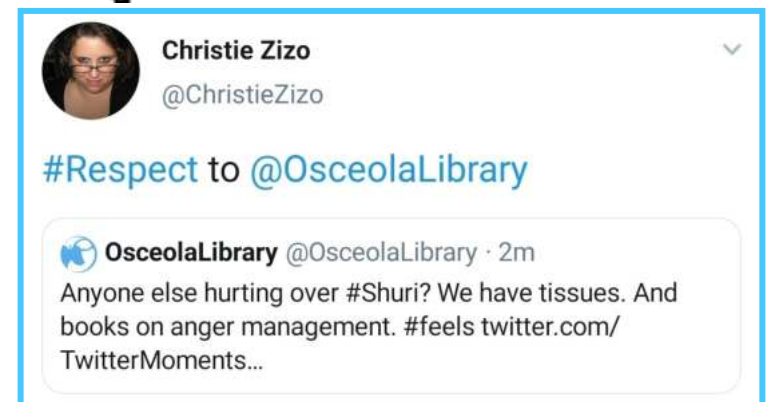 Christie Zizo
@ChristieZizo
#Respect to @OsceolaLibrary
OsceolaLibrary @OsceolaLibrary · 2m
Anyone else hurting over #Shuri? We have tissues. And
books on anger management. #feels twitter.com/
TwitterMoments...